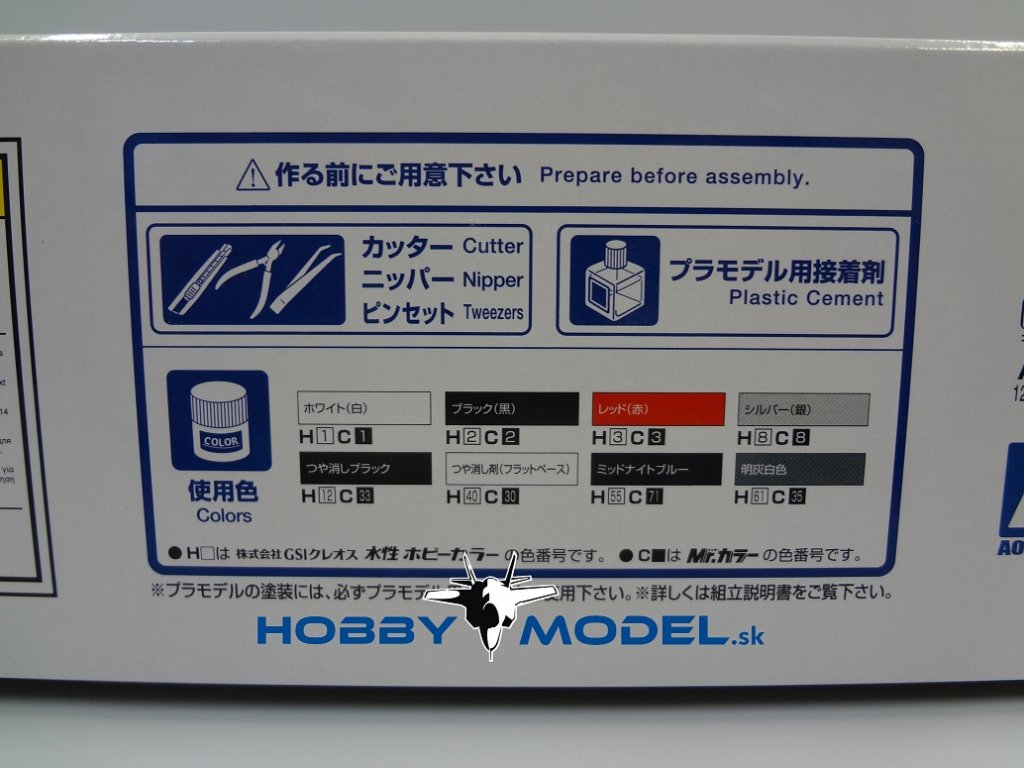 作る前にご用意下さい Prepare before assembly.
カッター Cutter
ニッパー Nipper
ピンセット Tweezers
プラモデル用接着剤
Plastic Cement
COLOR
使用色
Colors
ホワイト(白) ブラック(黒) レッド(赤) シルバー(銀)
H1C1 H2C2 H3C3 H8C8
つや消しブラック つや消し剤(フラットベース) ミッドナイトブルー 明灰白色
H12C33 H40C30 H55C71 H61C35
●H□は 株式会社GSIクレオス 水性ホビーカラーの色番号です。 ●C■は Mr.カラーの色番号です。
※プラモデルの塗装には、必ずプラモデ 使用下さい。※詳しくは組立説明書をご覧下さい。
HOBBY MODEL.sk
14
AO